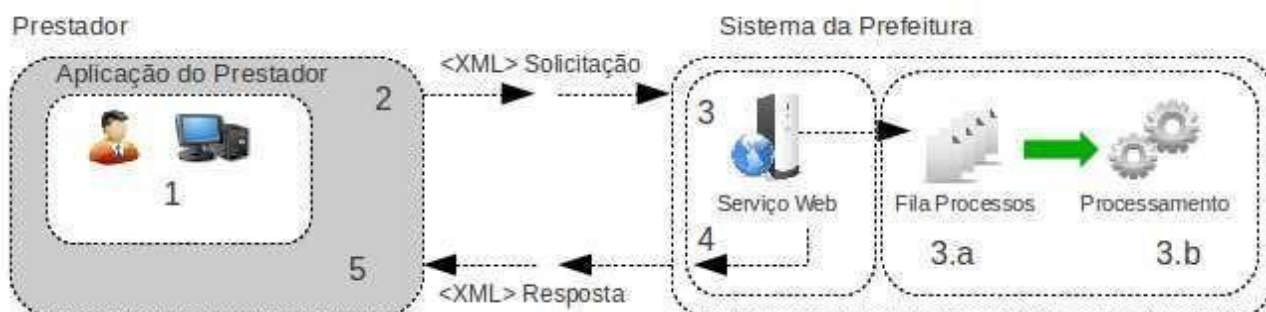 Prestador
Sistema da Prefeitura
Aplicação do Prestador
<XML> Solicitação
1
2
3
Serviço Web
Fila Processos
Processamento
3.a
3.b
4
5
<XML> Resposta